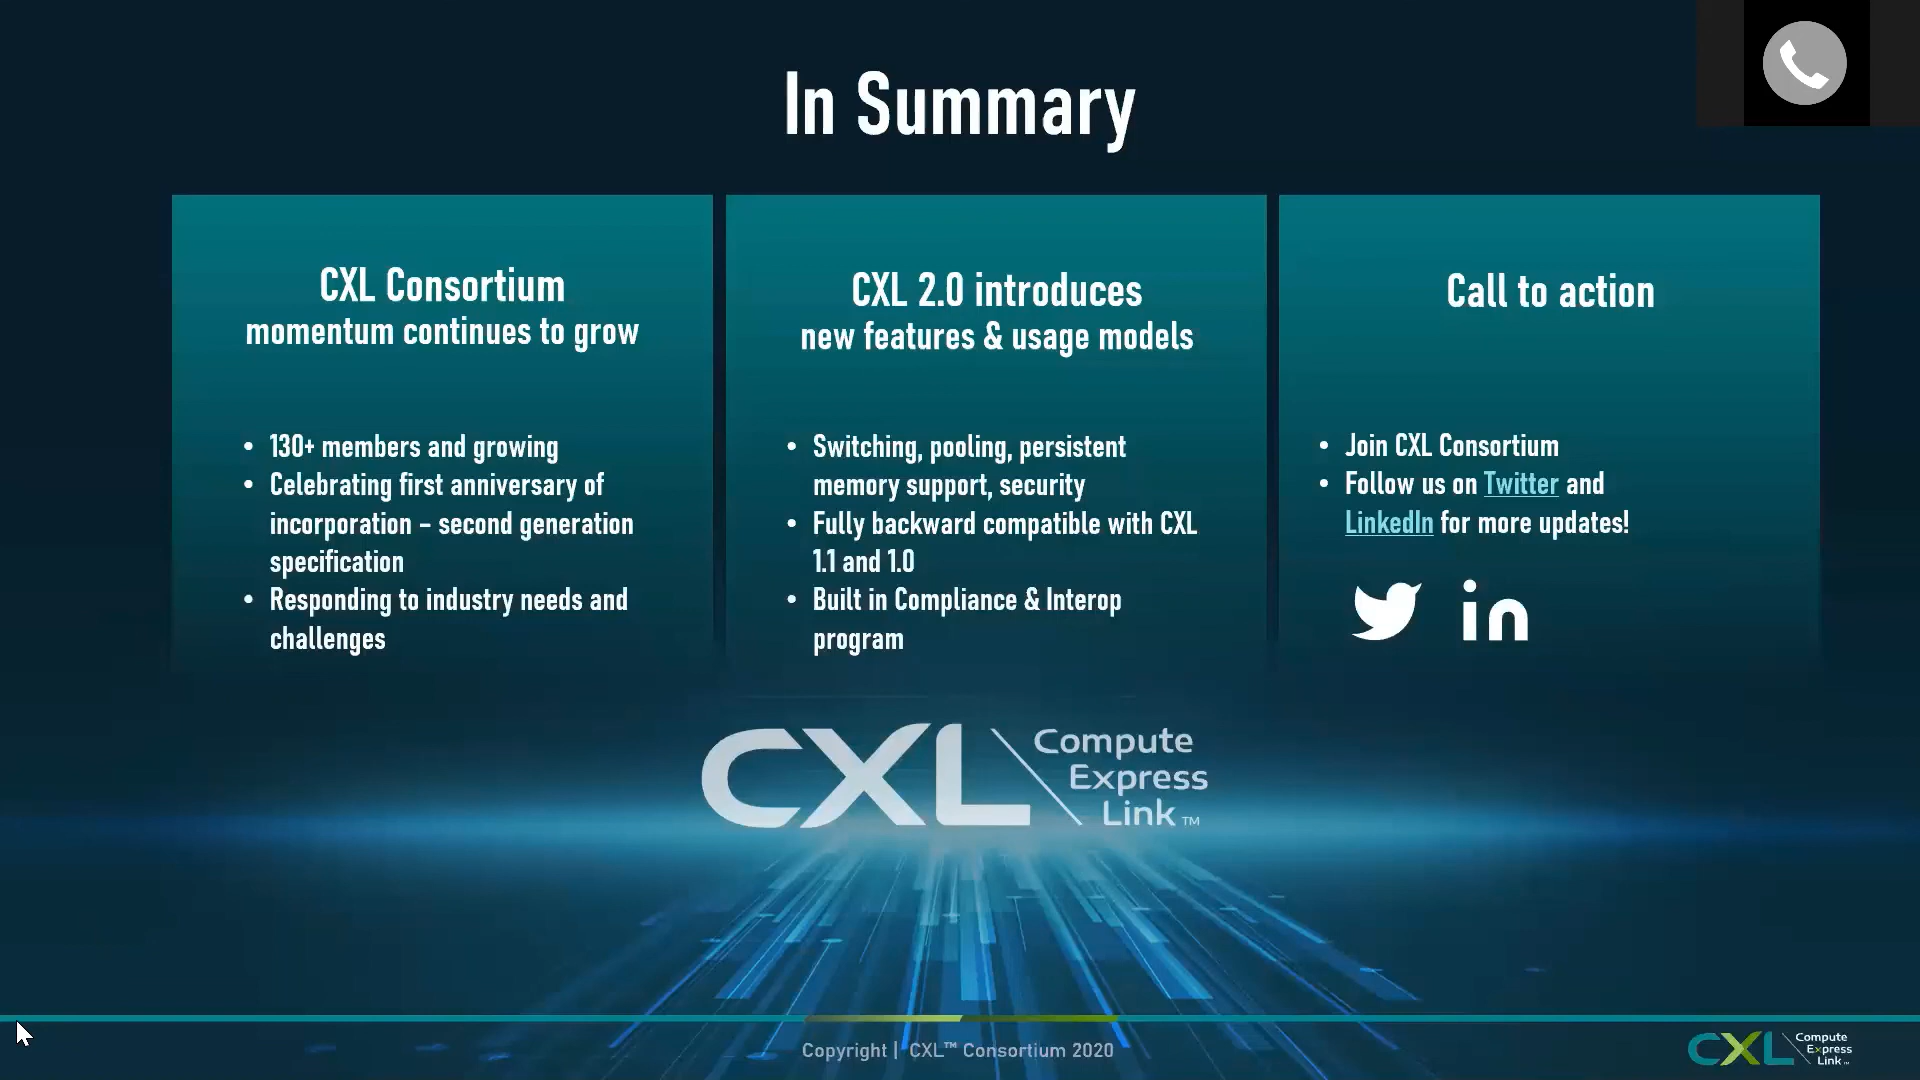 In Summary
CXL Consortium
momentum continues to grow
• 130+ members and growing
• Celebrating first anniversary of
incorporation – second generation
specification
• Responding to industry needs and
challenges
CXL 2.0 introduces
new features & usage models
• Switching, pooling, persistent
memory support, security
• Fully backward compatible with CXL
1.1 and 1.0
• Built in Compliance & Interop
program
Call to action
• Join CXL Consortium
• Follow us on Twitter and
LinkedIn for more updates!
in
CXL Compute
Express
Link™
Copyright | CXL™ Consortium 2020
CXL Compute
Express
Link™